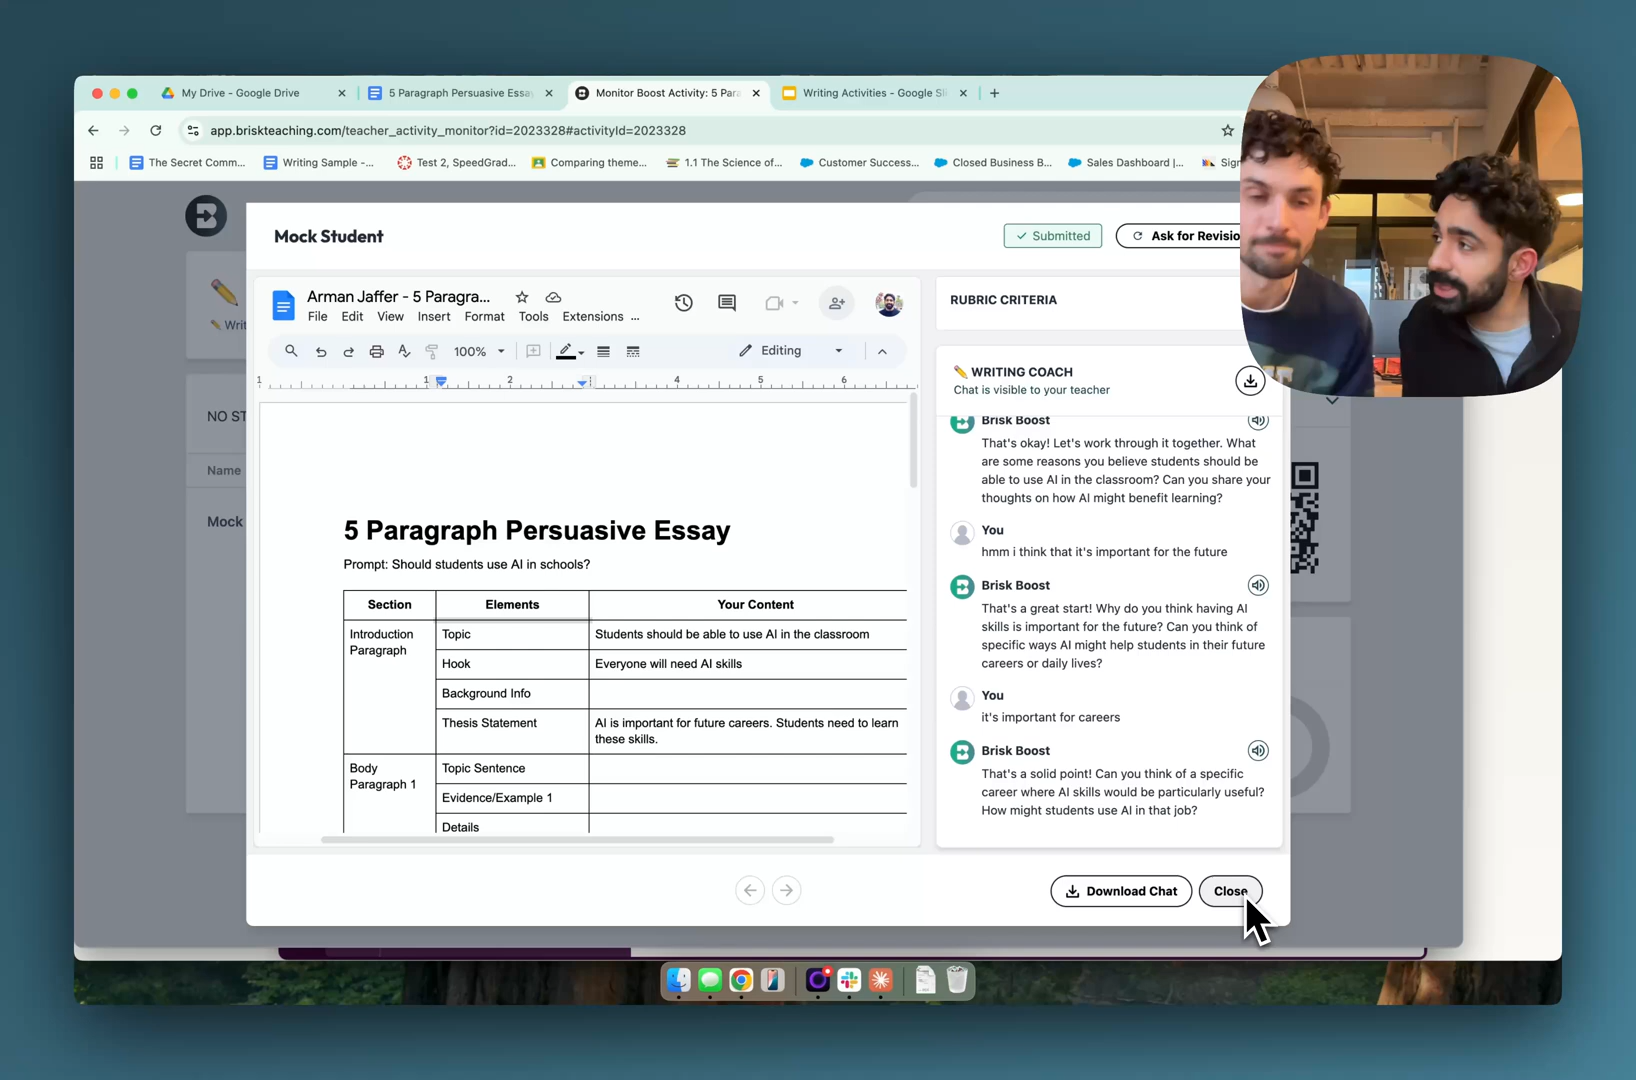 My Drive - Google Drive
5 Paragraph Persuasive Essay
Monitor Boost Activity: 5 Para
Writing Activities - Google Sli
app.briskteaching.com/teacher_activity_monitor?id=2023328#activityId=2023328
The Secret Comm...
Writing Sample -...
Test 2, SpeedGrad...
Comparing theme...
1.1 The Science of...
Customer Success...
Closed Business B...
Sales Dashboard |...
Sign
Mock Student
Submitted
Ask for Revisio
Writ
NO ST
Name
Mock
Arman Jaffer - 5 Paragra...
File Edit View Insert Format Tools Extensions ...
100%
Editing
1 1 2 4 5 6
5 Paragraph Persuasive Essay
Prompt: Should students use AI in schools?
Section Elements Your Content
Introduction Paragraph
Topic Students should be able to use AI in the classroom
Hook Everyone will need AI skills
Background Info
Thesis Statement AI is important for future careers. Students need to learn
these skills.
Body Paragraph 1
Topic Sentence
Evidence/Example 1
Details
RUBRIC CRITERIA
WRITING COACH
Chat is visible to your teacher
Brisk Boost
That's okay! Let's work through it together. What
are some reasons you believe students should be
able to use AI in the classroom? Can you share your
thoughts on how AI might benefit learning?
You
hmm i think that it's important for the future
Brisk Boost
That's a great start! Why do you think having AI
skills is important for the future? Can you think of
specific ways AI might help students in their future
careers or daily lives?
You
it's important for careers
Brisk Boost
That's a solid point! Can you think of a specific
career where AI skills would be particularly useful?
How might students use AI in that job?
Download Chat
Close